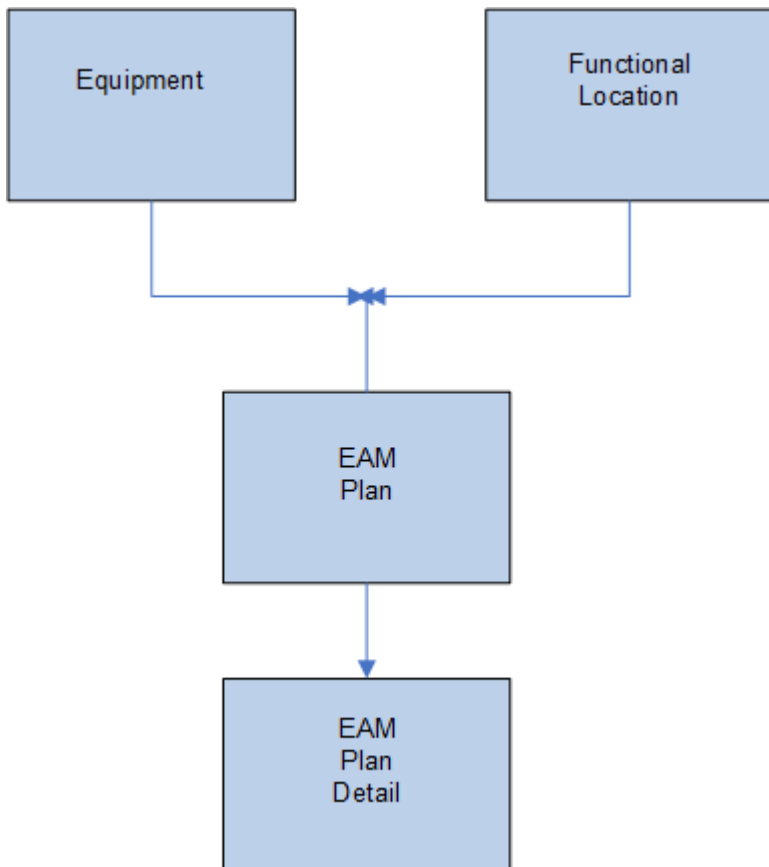 Equipment
Functional
Location
EAM
Plan
EAM
Plan
Detail